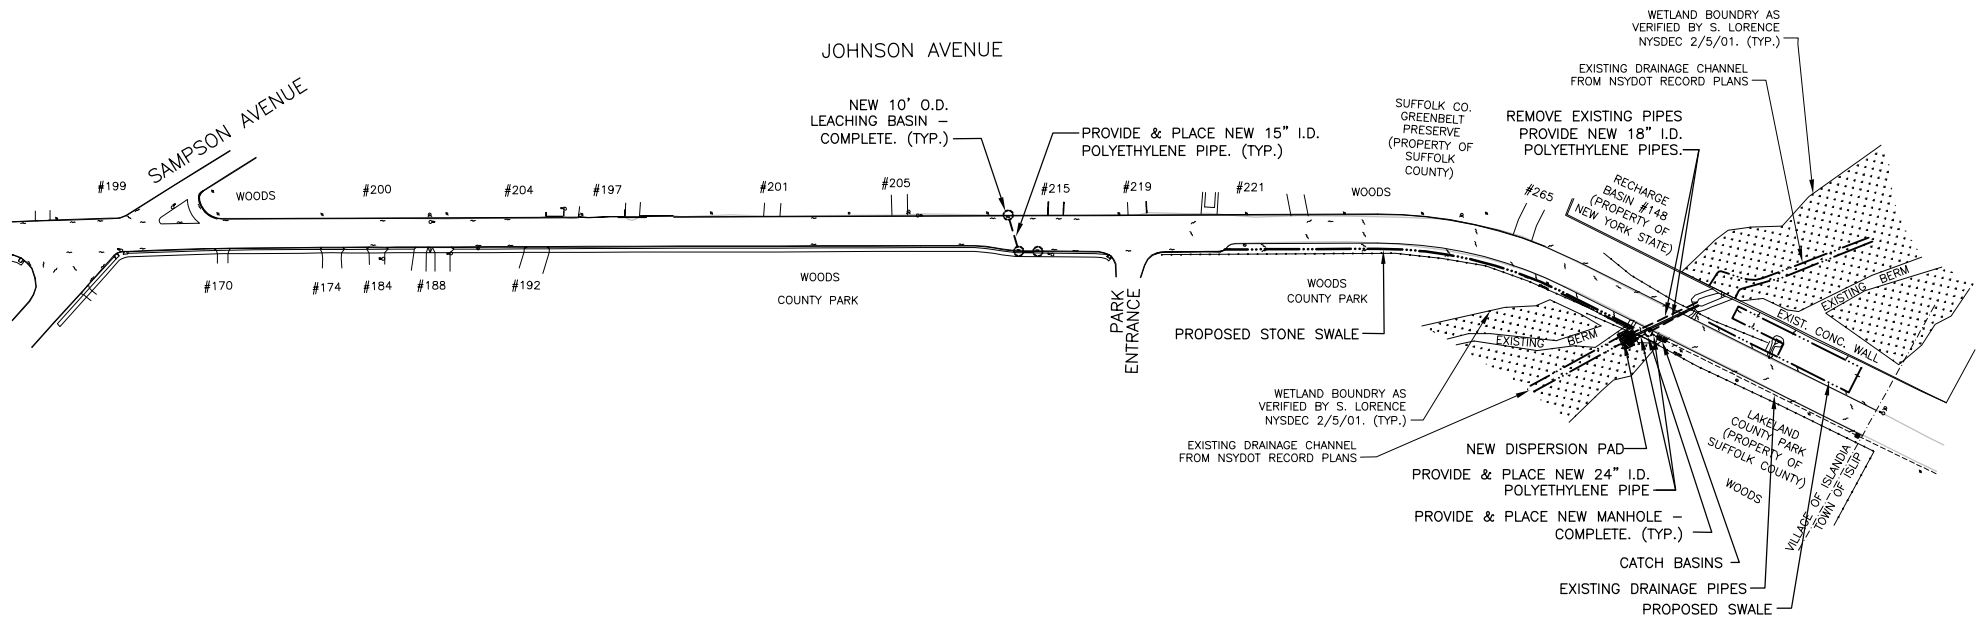 JOHNSON AVENUE
SAMPSON AVENUE
NEW 10' O.D.
LEACHING BASIN –
COMPLETE. (TYP.)
PROVIDE & PLACE NEW 15" I.D.
POLYETHYLENE PIPE. (TYP.)
SUFFOLK CO.
GREENBELT
PRESERVE
(PROPERTY OF
SUFFOLK
COUNTY)
WETLAND BOUNDRY AS
VERIFIED BY S. LORENCE
NYSDEC 2/5/01. (TYP.)
EXISTING DRAINAGE CHANNEL
FROM NSYDOT RECORD PLANS
REMOVE EXISTING PIPES
PROVIDE NEW 18" I.D.
POLYETHYLENE PIPES.
RECHARGE
BASIN #148
(PROPERTY OF
NEW YORK STATE)
#199
WOODS
#200
#204
#197
#201
#205
#215
#219
#221
WOODS
#265
#170
#174
#184
#188
#192
WOODS
COUNTY PARK
PARK
ENTRANCE
WOODS
COUNTY PARK
PROPOSED STONE SWALE
EXISTING BERM
EXISTING BERM
EXIST. CONC. WALL
WETLAND BOUNDRY AS
VERIFIED BY S. LORENCE
NYSDEC 2/5/01. (TYP.)
EXISTING DRAINAGE CHANNEL
FROM NSYDOT RECORD PLANS
NEW DISPERSION PAD
PROVIDE & PLACE NEW 24" I.D.
POLYETHYLENE PIPE
PROVIDE & PLACE NEW MANHOLE –
COMPLETE. (TYP.)
CATCH BASINS
EXISTING DRAINAGE PIPES
PROPOSED SWALE
LAKELAND
COUNTY PARK
(PROPERTY OF
SUFFOLK COUNTY)
WOODS
VILLAGE OF ISLANDIA
TOWN OF ISLIP